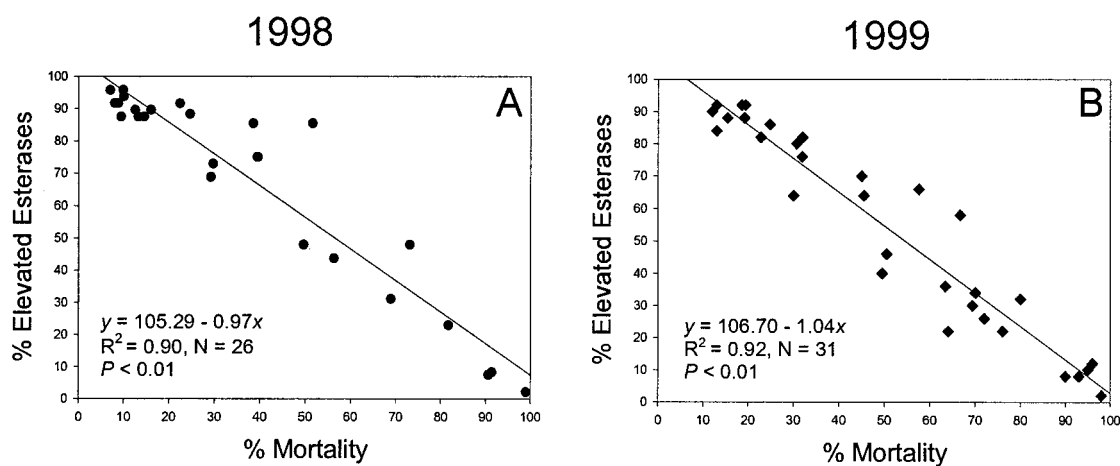 1998
A
% Elevated Esterases
100
90
80
70
60
50
40
30
20
10
0
y = 105.29 - 0.97x
R² = 0.90, N = 26
P < 0.01
0 10 20 30 40 50 60 70 80 90 100
% Mortality
1999
B
% Elevated Esterases
100
90
80
70
60
50
40
30
20
10
0
y = 106.70 - 1.04x
R² = 0.92, N = 31
P < 0.01
0 10 20 30 40 50 60 70 80 90 100
% Mortality